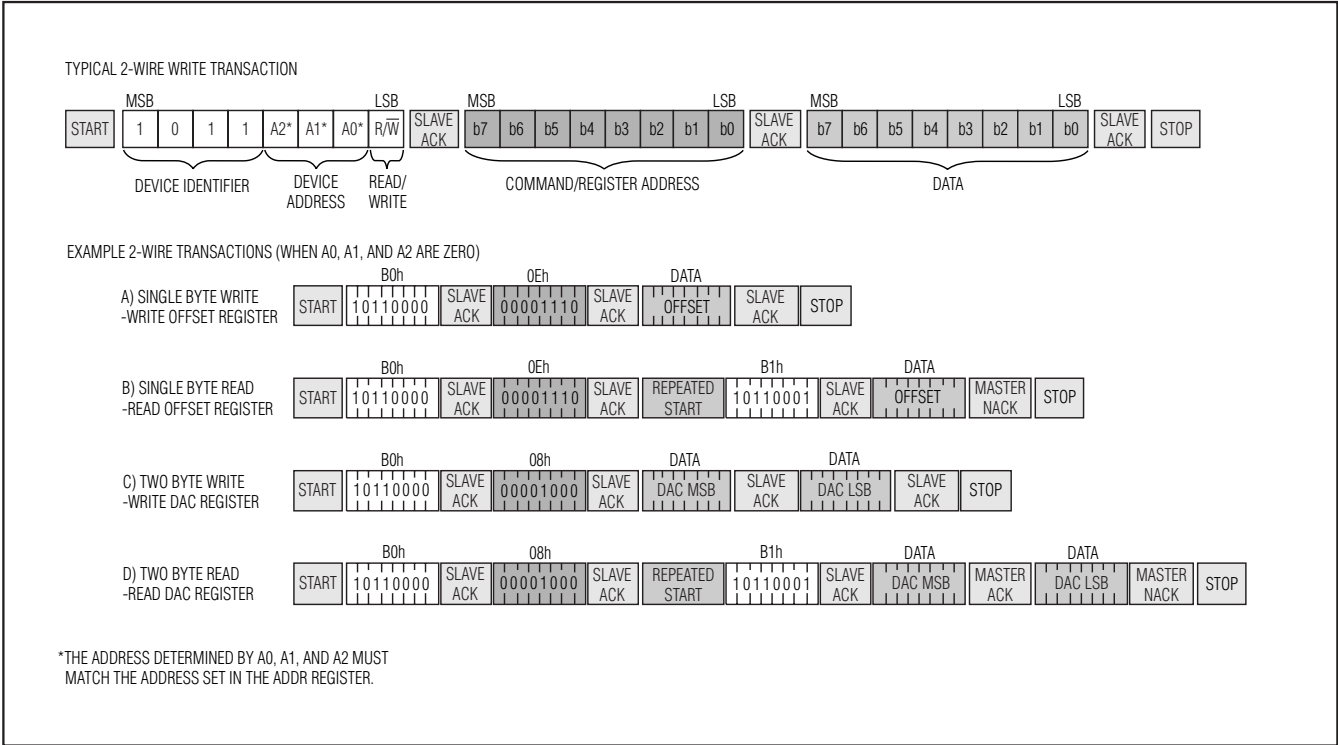 TYPICAL 2-WIRE WRITE TRANSACTION
MSB LSB MSB LSB MSB LSB
START 1 0 1 1 A2* A1* A0* R/W̅ SLAVE ACK b7 b6 b5 b4 b3 b2 b1 b0 SLAVE ACK b7 b6 b5 b4 b3 b2 b1 b0 SLAVE ACK STOP
DEVICE IDENTIFIER DEVICE ADDRESS READ/WRITE COMMAND/REGISTER ADDRESS DATA
EXAMPLE 2-WIRE TRANSACTIONS (WHEN A0, A1, AND A2 ARE ZERO)
B0h 0Eh DATA
A) SINGLE BYTE WRITE
-WRITE OFFSET REGISTER
START 10110000 SLAVE ACK 00001110 SLAVE ACK OFFSET SLAVE ACK STOP
B0h 0Eh B1h DATA
B) SINGLE BYTE READ
-READ OFFSET REGISTER
START 10110000 SLAVE ACK 00001110 SLAVE ACK REPEATED START 10110001 SLAVE ACK OFFSET MASTER NACK STOP
B0h 08h DATA DATA
C) TWO BYTE WRITE
-WRITE DAC REGISTER
START 10110000 SLAVE ACK 00001000 SLAVE ACK DAC MSB SLAVE ACK DAC LSB SLAVE ACK STOP
B0h 08h B1h DATA DATA
D) TWO BYTE READ
-READ DAC REGISTER
START 10110000 SLAVE ACK 00001000 SLAVE ACK REPEATED START 10110001 SLAVE ACK DAC MSB MASTER ACK DAC LSB MASTER NACK STOP
*THE ADDRESS DETERMINED BY A0, A1, AND A2 MUST
MATCH THE ADDRESS SET IN THE ADDR REGISTER.